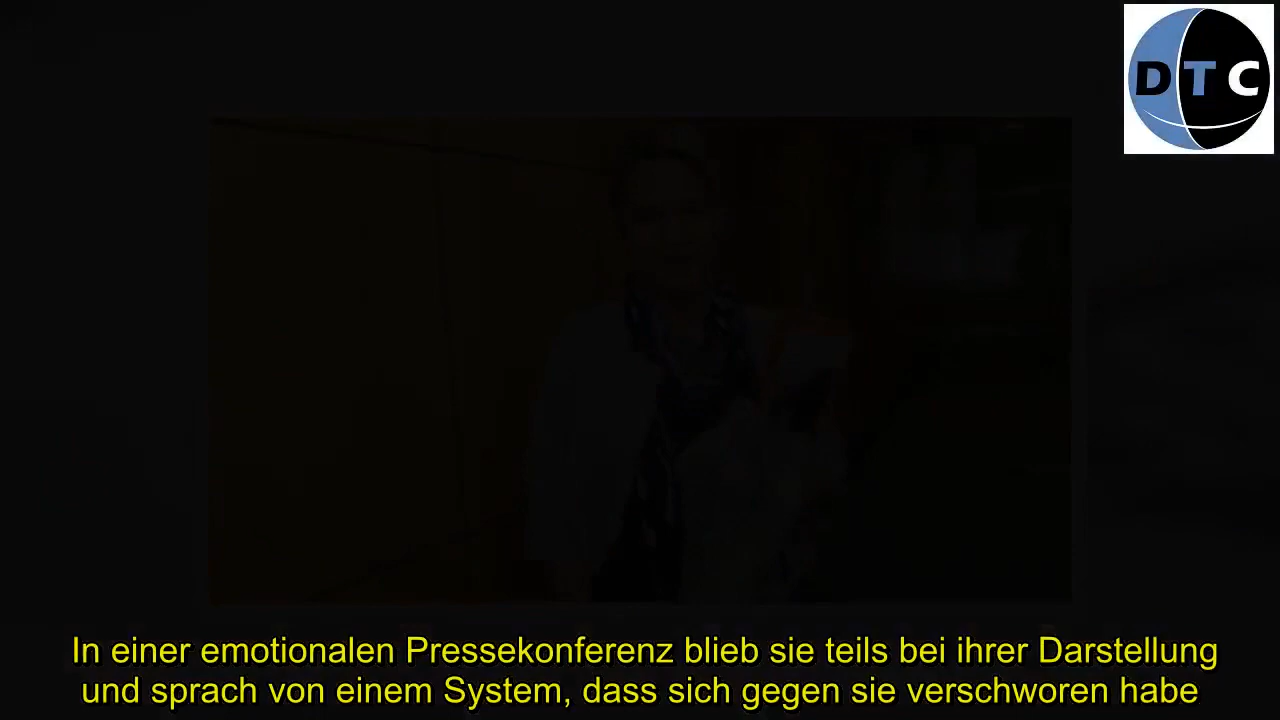 DTC
In einer emotionalen Pressekonferenz blieb sie teils bei ihrer Darstellung
und sprach von einem System, dass sich gegen sie verschworen habe